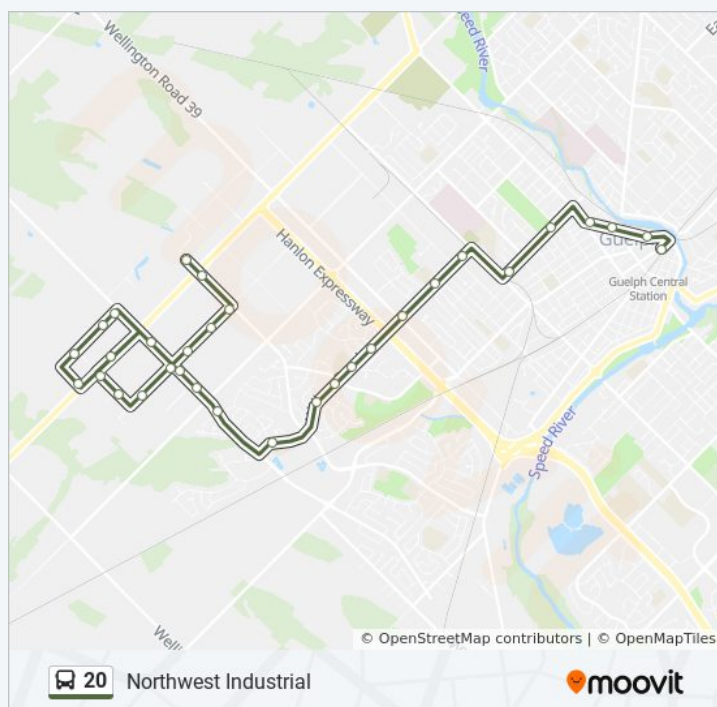 Speed River
Wellington Road 39
Hanlon Expressway
Guelph Central
Station
Speed River
© OpenStreetMap contributors | © OpenMapTiles
20 Northwest Industrial
moovit